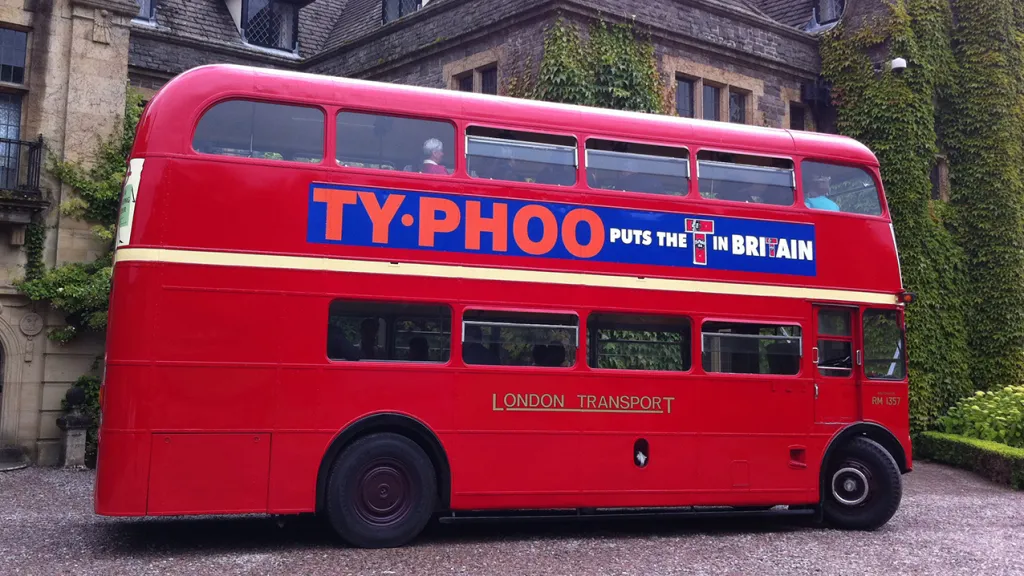 TY·PHOO PUTS THE T IN BRITAIN
LONDON TRANSPORT
RM 1357